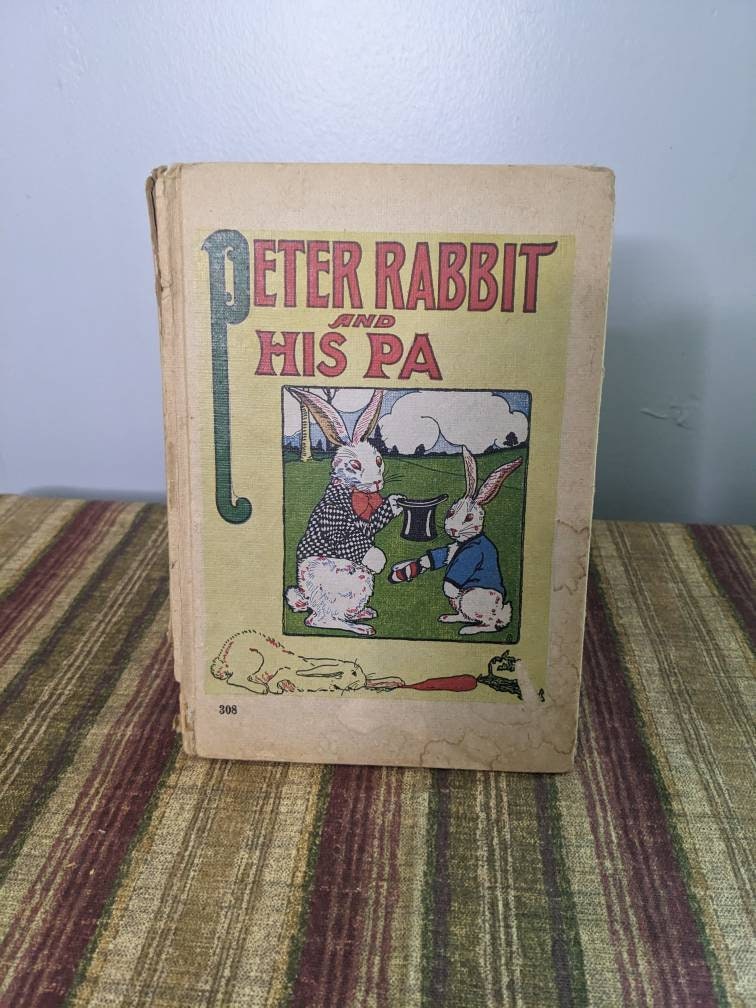 PETER RABBIT
AND
HIS PA
308